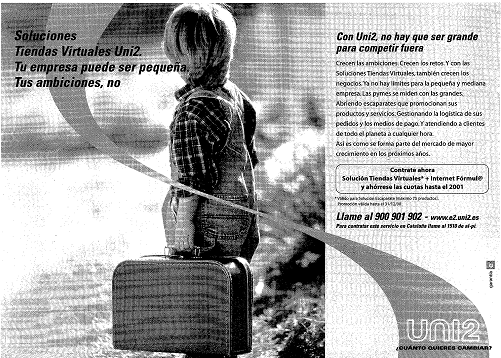 Soluciones
Tiendas Virtuales Uni2.
Tu empresa puede ser pequeña.
Tus ambiciones, no
Con Uni2, no hay que ser grande
para competir fuera
Crecen las ambiciones. Crecen los retos. Y con las
Soluciones Tiendas Virtuales, también crecen los
negocios. Ya no hay límites para la pequeña y mediana
empresa. Las pymes se miden con las grandes.
Abriendo escaparates que promocionan sus
productos y servicios. Gestionando la logística de sus
pedidos y los medios de pago. Y atendiendo a clientes
de todo el planeta a cualquier hora.
Así es como se forma parte del mercado de mayor
crecimiento en los próximos años.
Contrate ahora
Solución Tiendas Virtuales* + Internet Fórmul@
y ahórrese las cuotas hasta el 2001
*Válido para Solución Escaparate (máximo 75 productos).
Promoción válida hasta el 31/12/00.
Llame al 900 901 902 - www.e2.uni2.es
Para contratar este servicio en Cataluña llame al 1518 de al-pi.
garantía
UNI2
¿CUÁNTO QUIERES CAMBIAR?